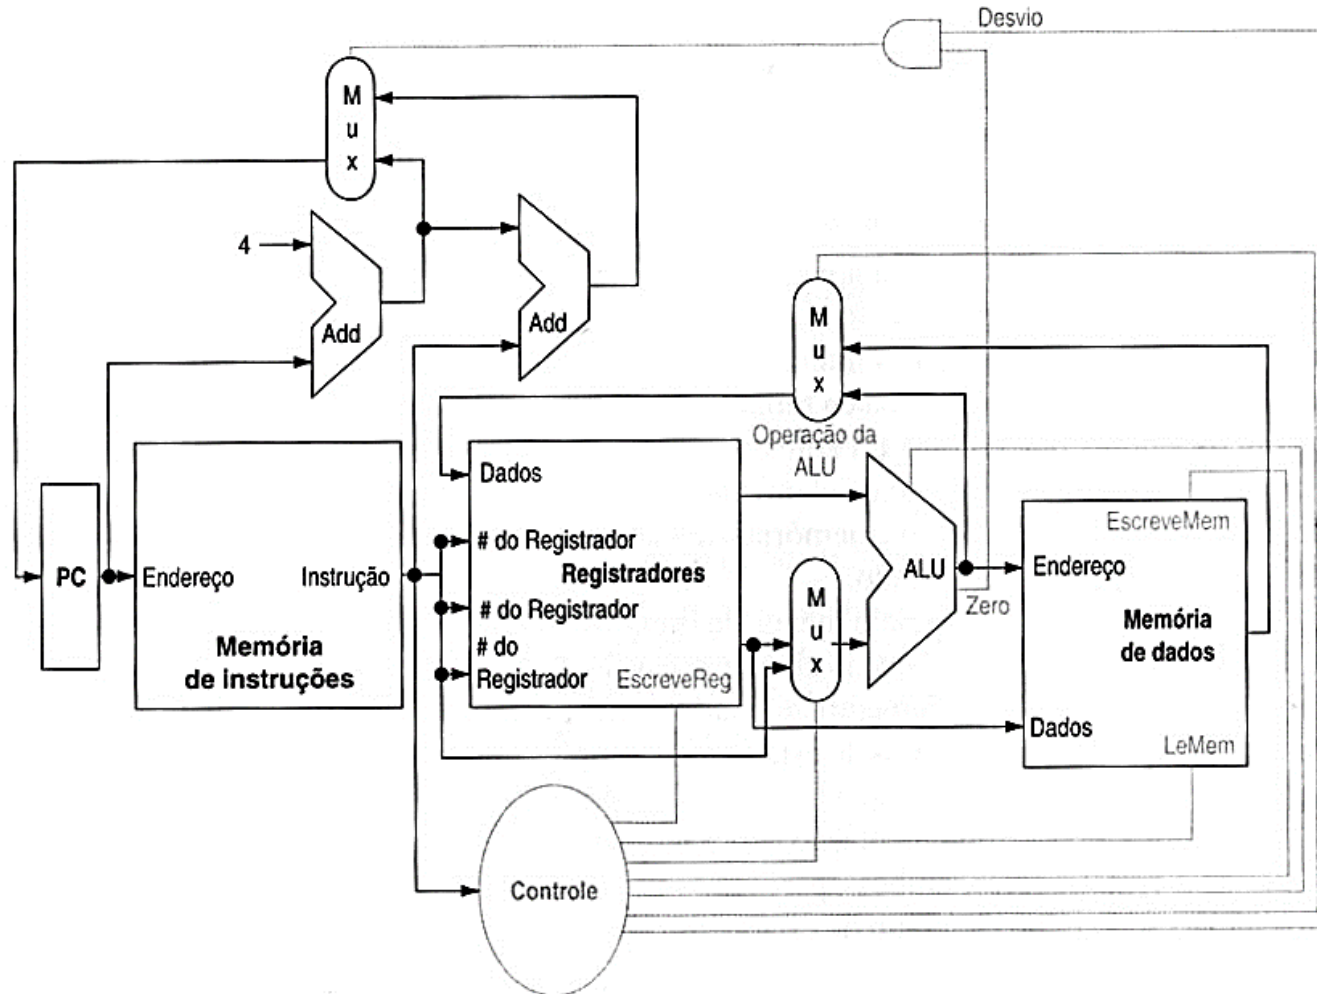 Desvio
M
u
x
4
Add
Add
M
u
x
Operação da
ALU
Dados
EscreveMem
# do Registrador
Registradores
PC
Endereço
Instrução
ALU
Endereço
M
u
x
Zero
# do Registrador
Memória
de dados
# do
Registrador
EscreveReg
Memória
de instruções
Dados
LeMem
Controle